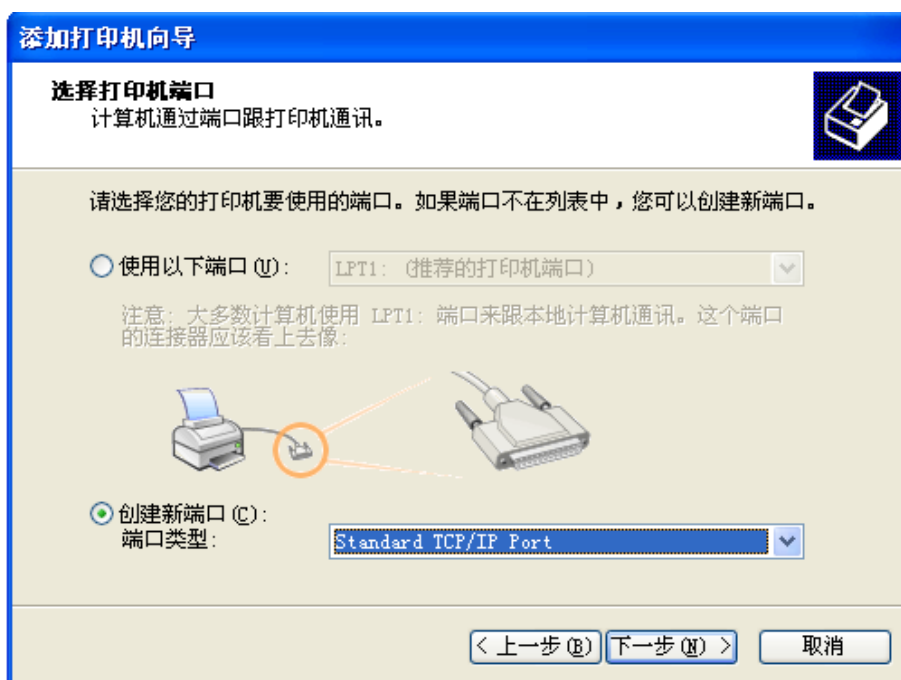 添加打印机向导
选择打印机端口
计算机通过端口跟打印机通讯。
请选择您的打印机要使用的端口。如果端口不在列表中，您可以创建新端口。
使用以下端口(U): LPT1: (推荐的打印机端口)
注意: 大多数计算机使用 LPT1: 端口来跟本地计算机通讯。这个端口
的连接器应该看上去像:
创建新端口(C):
端口类型: Standard TCP/IP Port
< 上一步(B) 下一步(N) > 取消